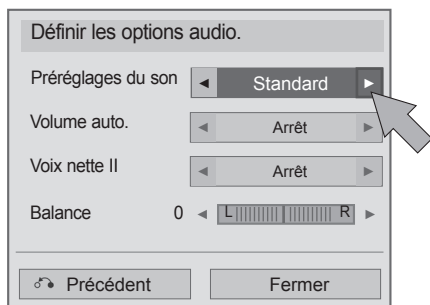 Définir les options audio.
Préréglages du son ◄ Standard ►
Volume auto. ◄ Arrêt ►
Voix nette II ◄ Arrêt ►
Balance 0 ◄ L R ►
Précédent Fermer